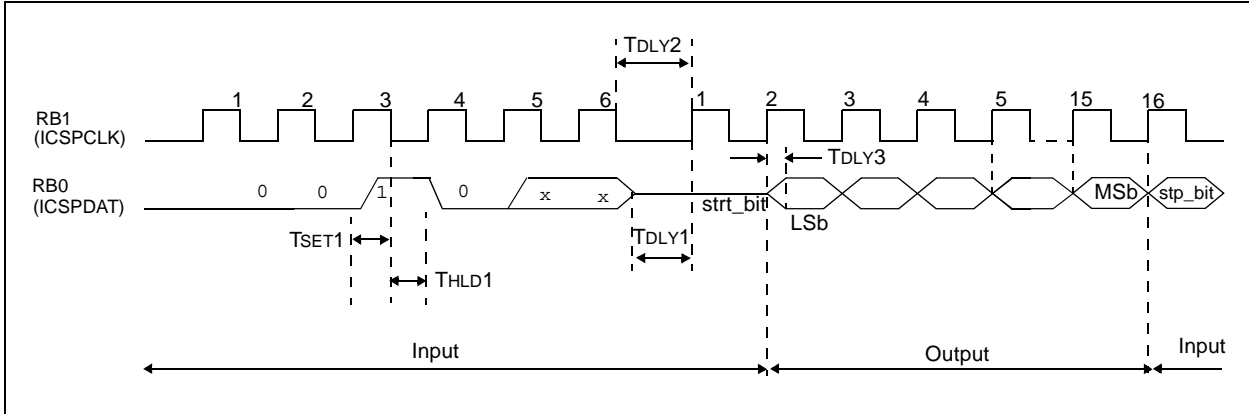 TDLY2
1 2 3 4 5 6 1 2 3 4 5 15 16
RB1
(ICSPCLK)
TDLY3
RB0
(ICSPDAT)
0 0 1 0 x x strt_bit LSb MSb stp_bit
TSET1
TDLY1
THLD1
Input Output Input